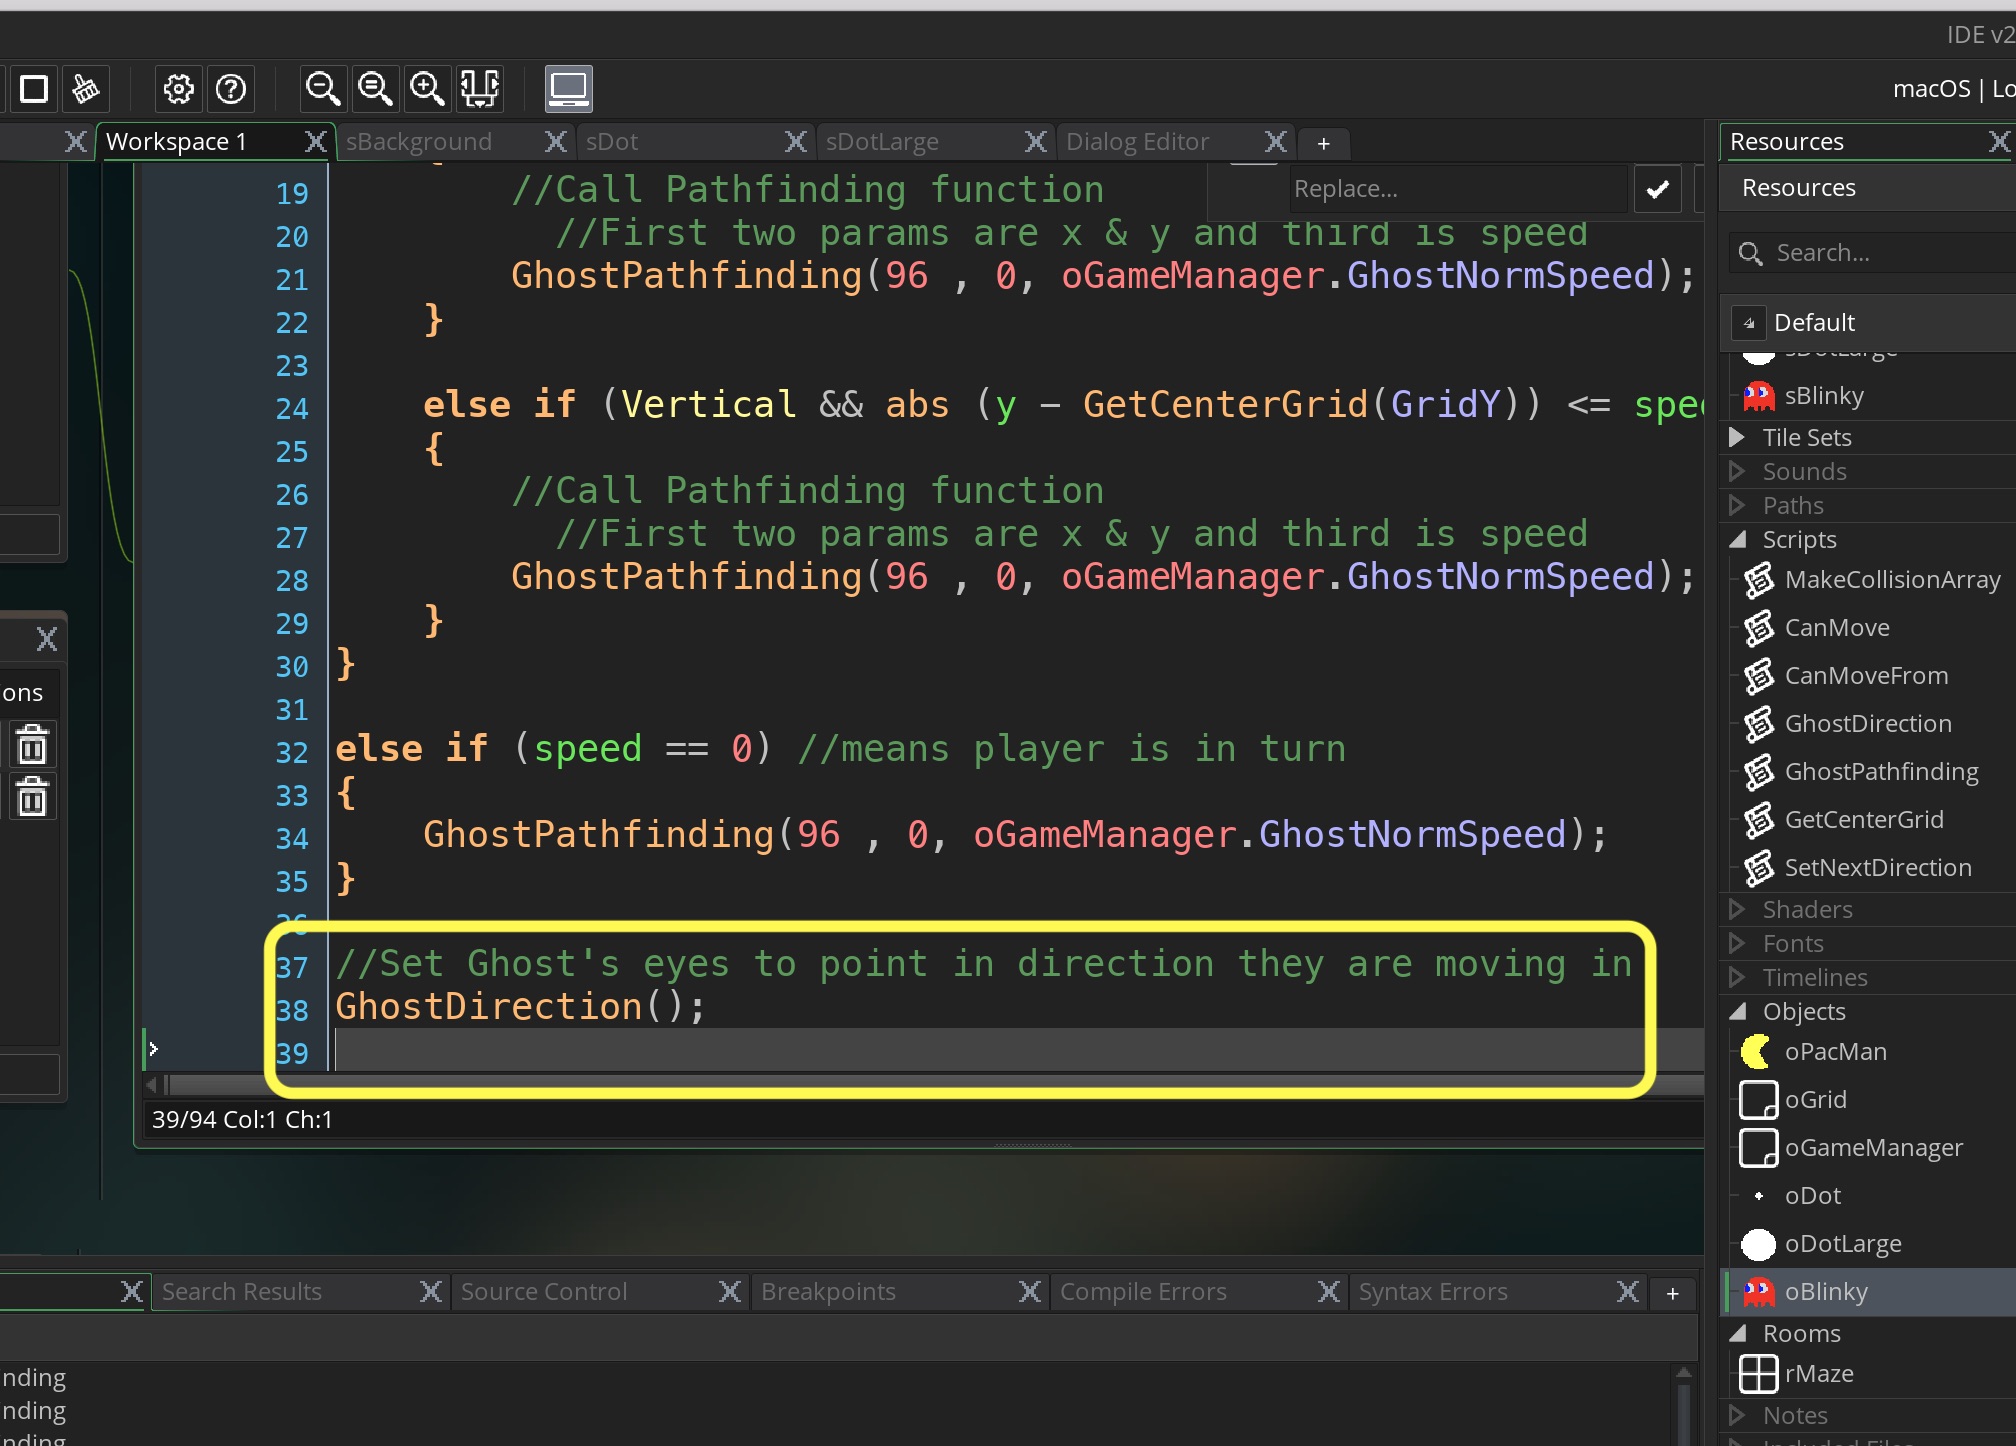 IDE v2
macOS | Lo
Workspace 1
sBackground
sDot
sDotLarge
Dialog Editor
+
Resources
Replace...
Resources
Search...
Default
19 //Call Pathfinding function
20 //First two params are x & y and third is speed
21 GhostPathfinding(96 , 0, oGameManager.GhostNormSpeed);
22 }
23
24 else if (Vertical && abs (y - GetCenterGrid(GridY)) <= spee
25 {
26 //Call Pathfinding function
27 //First two params are x & y and third is speed
28 GhostPathfinding(96 , 0, oGameManager.GhostNormSpeed);
29 }
30 }
31
32 else if (speed == 0) //means player is in turn
33 {
34 GhostPathfinding(96 , 0, oGameManager.GhostNormSpeed);
35 }
36
37 //Set Ghost's eyes to point in direction they are moving in
38 GhostDirection();
39
39/94 Col:1 Ch:1
ons
sDotLarge
sBlinky
Tile Sets
Sounds
Paths
Scripts
MakeCollisionArray
CanMove
CanMoveFrom
GhostDirection
GhostPathfinding
GetCenterGrid
SetNextDirection
Shaders
Fonts
Timelines
Objects
oPacMan
oGrid
oGameManager
oDot
oDotLarge
oBlinky
Rooms
rMaze
Notes
Search Results
Source Control
Breakpoints
Compile Errors
Syntax Errors
+
nding
nding
nding